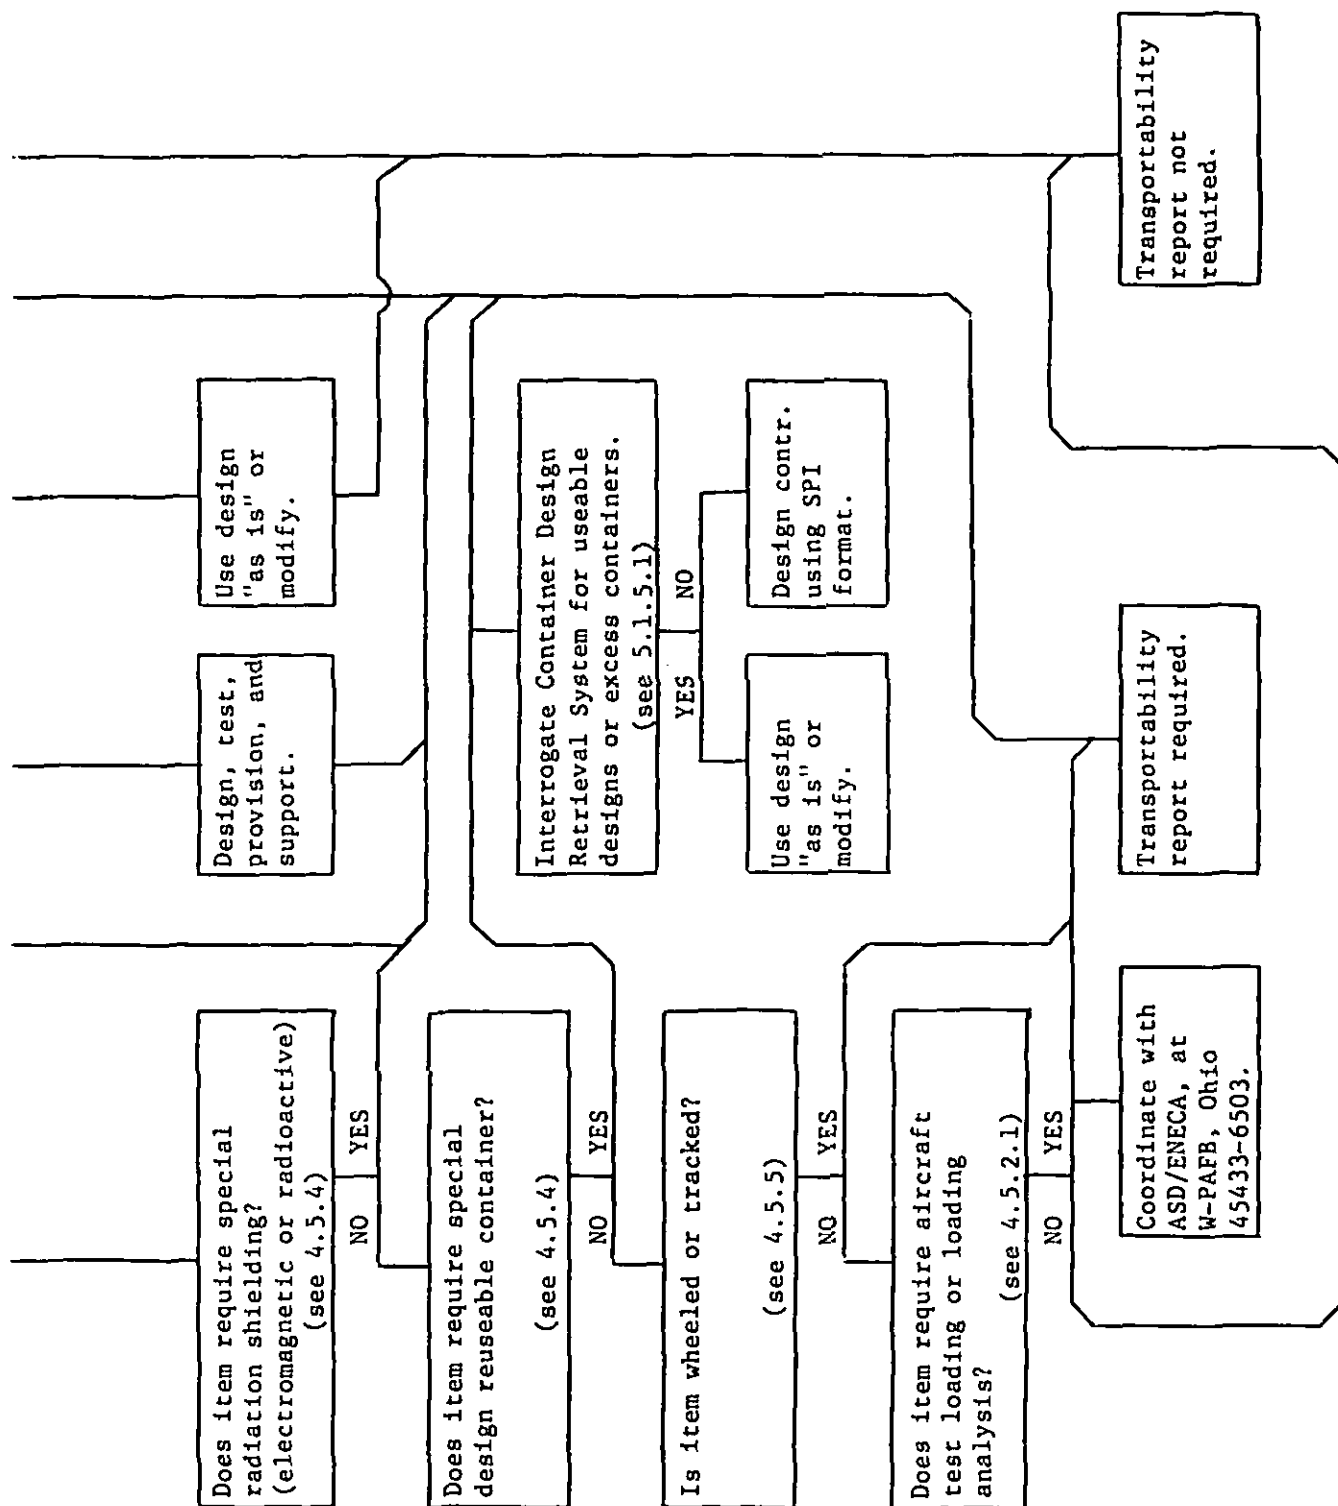 Does item require special
radiation shielding?
(electromagnetic or radioactive)
(see 4.5.4)
NO
YES
Design, test,
provision, and
support.
Use design
"as is" or
modify.
Does item require special
design reuseable container?
(see 4.5.4)
NO
YES
Interrogate Container Design
Retrieval System for useable
designs or excess containers.
(see 5.1.5.1)
YES
NO
Is item wheeled or tracked?
(see 4.5.5)
NO
YES
Use design
"as is" or
modify.
Design contr.
using SPI
format.
Does item require aircraft
test loading or loading
analysis?
(see 4.5.2.1)
NO
YES
Coordinate with
ASD/ENECA, at
W-PAFB, Ohio
45433-6503.
Transportability
report required.
Transportability
report not
required.